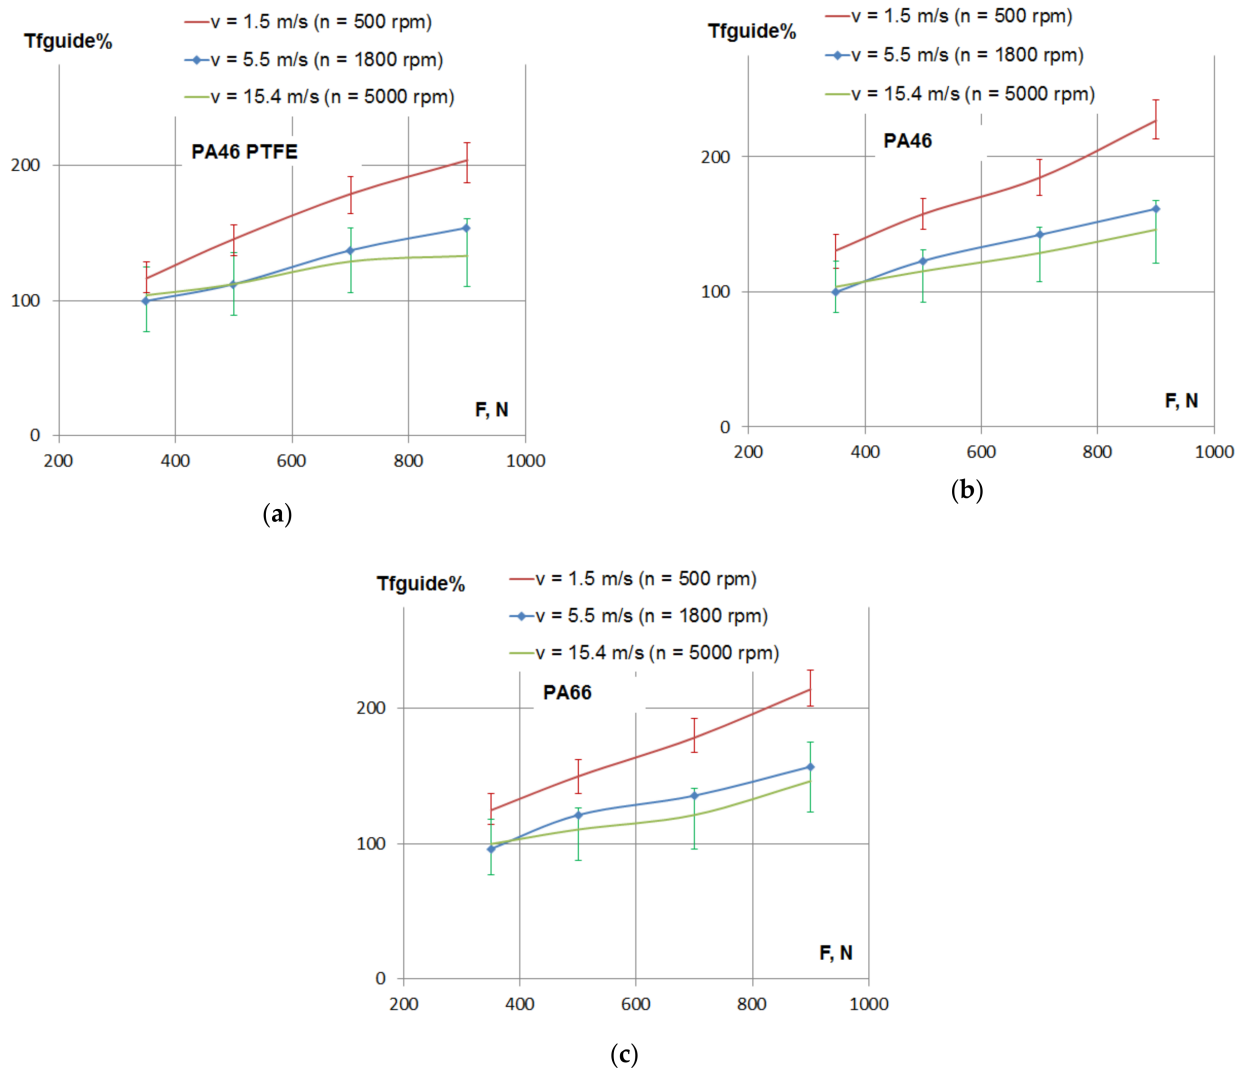 Tfguide%
v = 1.5 m/s (n = 500 rpm)
v = 5.5 m/s (n = 1800 rpm)
v = 15.4 m/s (n = 5000 rpm)
PA46 PTFE
200
100
0
F, N
200 400 600 800 1000
(a)
Tfguide%
v = 1.5 m/s (n = 500 rpm)
v = 5.5 m/s (n = 1800 rpm)
v = 15.4 m/s (n = 5000 rpm)
PA46
200
100
0
F, N
200 400 600 800 1000
(b)
Tfguide%
v = 1.5 m/s (n = 500 rpm)
v = 5.5 m/s (n = 1800 rpm)
v = 15.4 m/s (n = 5000 rpm)
PA66
200
100
0
F, N
200 400 600 800 1000
(c)